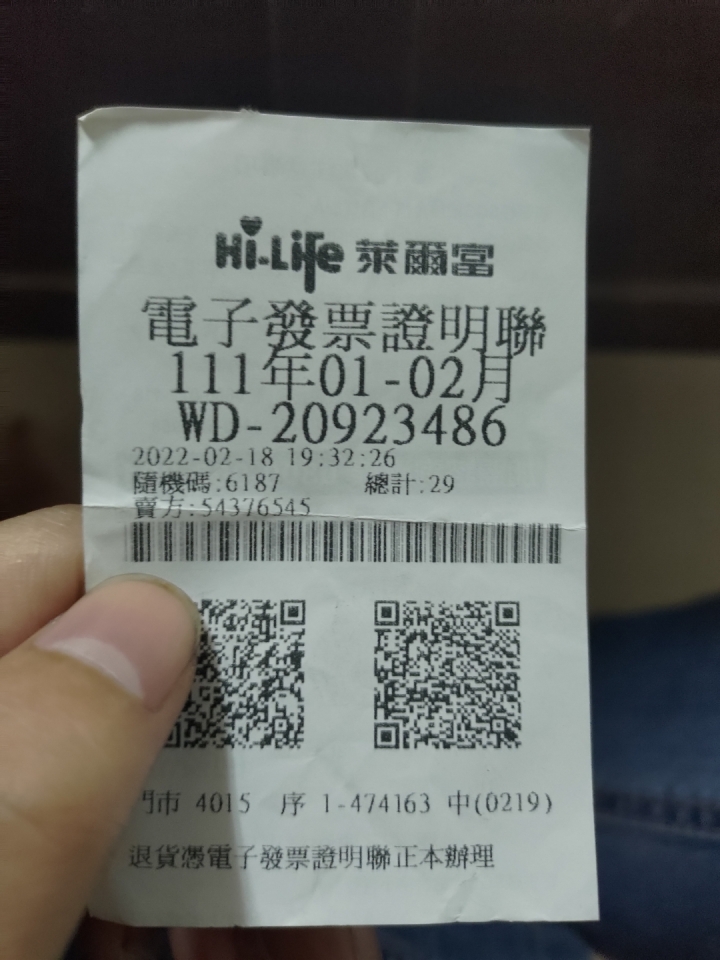 Hi-Life 萊爾富
電子發票證明聯
111年01-02月
WD-20923486
2022-02-18 19:32:26
隨機碼:6187 總計:29
賣方:54376545
門市 4015 序 1-474163 中(0219)
退貨憑電子發票證明聯正本辦理